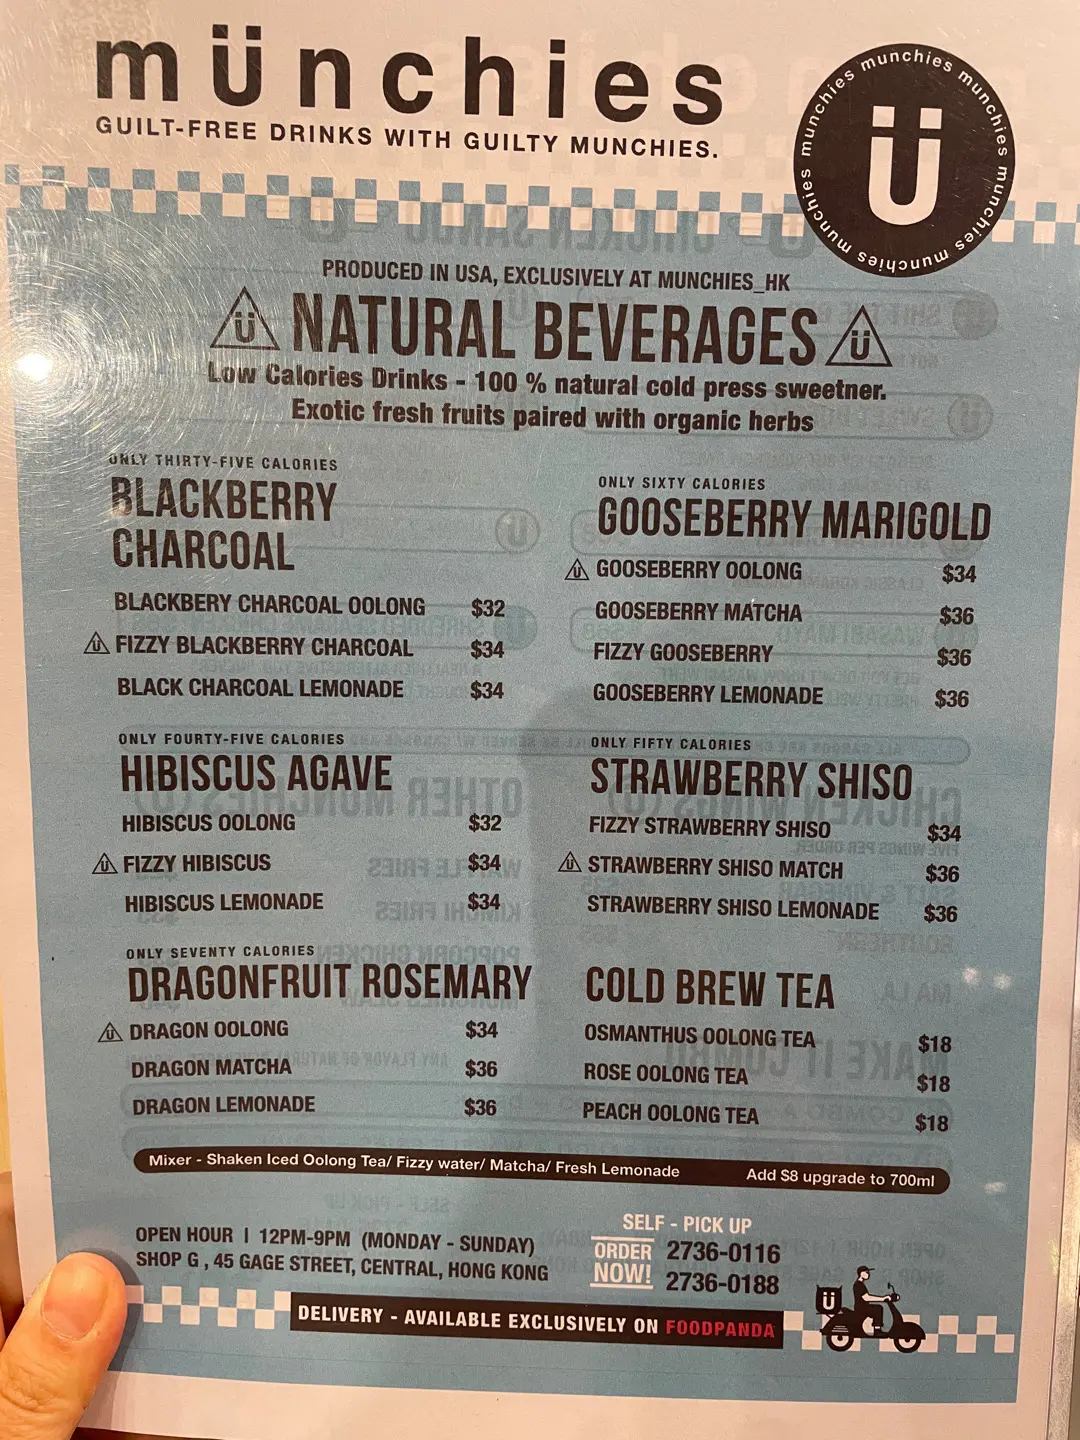 münchies
GUILT-FREE DRINKS WITH GUILTY MUNCHIES.
munchies munchies munchies munchies munchies munchies munchies
Ü
PRODUCED IN USA, EXCLUSIVELY AT MUNCHIES_HK
Ü NATURAL BEVERAGES Ü
Low Calories Drinks - 100 % natural cold press sweetner.
Exotic fresh fruits paired with organic herbs
ONLY THIRTY-FIVE CALORIES
BLACKBERRY
CHARCOAL
BLACKBERY CHARCOAL OOLONG $32
Ü FIZZY BLACKBERRY CHARCOAL $34
BLACK CHARCOAL LEMONADE $34
ONLY SIXTY CALORIES
GOOSEBERRY MARIGOLD
Ü GOOSEBERRY OOLONG $34
GOOSEBERRY MATCHA $36
FIZZY GOOSEBERRY $36
GOOSEBERRY LEMONADE $36
ONLY FOURTY-FIVE CALORIES
HIBISCUS AGAVE
HIBISCUS OOLONG $32
Ü FIZZY HIBISCUS $34
HIBISCUS LEMONADE $34
ONLY FIFTY CALORIES
STRAWBERRY SHISO
FIZZY STRAWBERRY SHISO $34
Ü STRAWBERRY SHISO MATCH $36
STRAWBERRY SHISO LEMONADE $36
ONLY SEVENTY CALORIES
DRAGONFRUIT ROSEMARY
Ü DRAGON OOLONG $34
DRAGON MATCHA $36
DRAGON LEMONADE $36
COLD BREW TEA
OSMANTHUS OOLONG TEA $18
ROSE OOLONG TEA $18
PEACH OOLONG TEA $18
Mixer - Shaken Iced Oolong Tea/ Fizzy water/ Matcha/ Fresh Lemonade Add $8 upgrade to 700ml
OPEN HOUR | 12PM-9PM (MONDAY - SUNDAY)
SHOP G , 45 GAGE STREET, CENTRAL, HONG KONG
SELF - PICK UP
ORDER NOW!
2736-0116
2736-0188
Ü
DELIVERY - AVAILABLE EXCLUSIVELY ON FOODPANDA